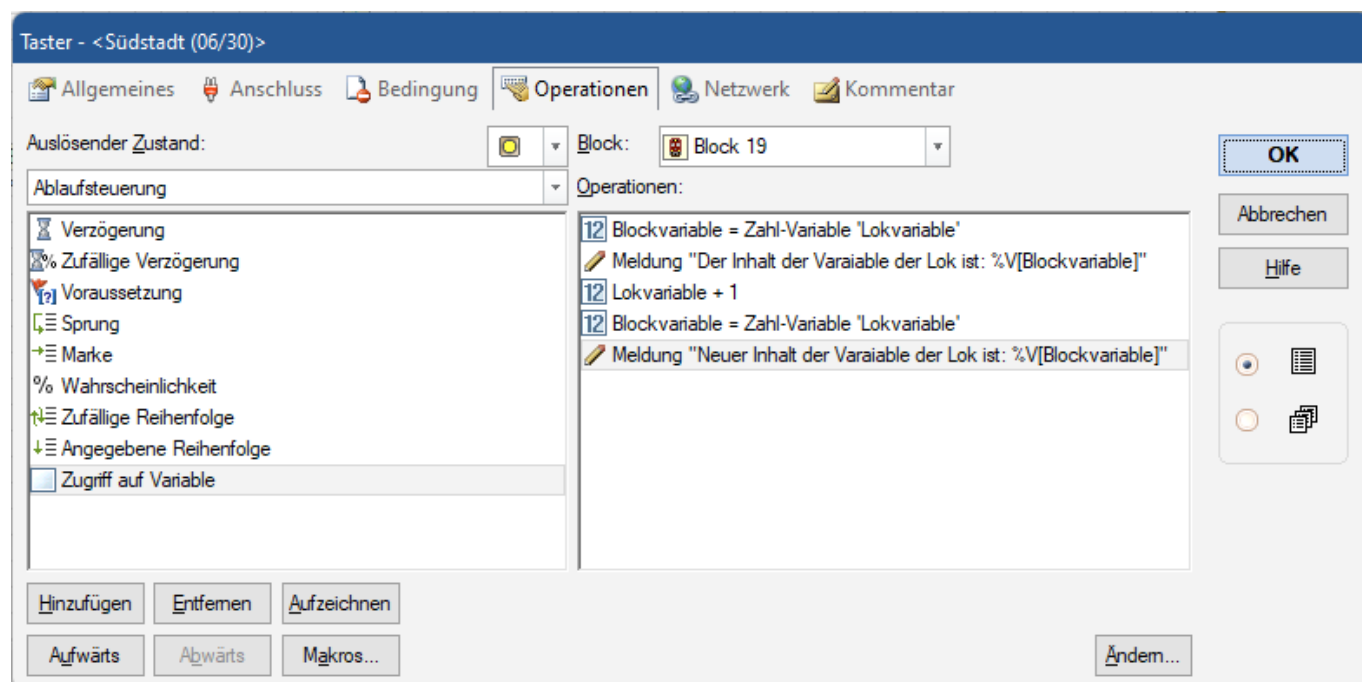 Taster - <Südstadt (06/30)>
Allgemeines Anschluss Bedingung Operationen Netzwerk Kommentar
Auslösender Zustand:
Block: Block 19
OK
Ablaufsteuerung
Operationen:
Abbrechen
Hilfe
Verzögerung
Zufällige Verzögerung
Voraussetzung
Sprung
Marke
% Wahrscheinlichkeit
Zufällige Reihenfolge
Angegebene Reihenfolge
Zugriff auf Variable
12 Blockvariable = Zahl-Variable 'Lokvariable'
Meldung "Der Inhalt der Varaiable der Lok ist: %V[Blockvariable]"
12 Lokvariable + 1
12 Blockvariable = Zahl-Variable 'Lokvariable'
Meldung "Neuer Inhalt der Varaiable der Lok ist: %V[Blockvariable]"
Hinzufügen Entfernen Aufzeichnen
Aufwärts Abwärts Makros... Ändern...